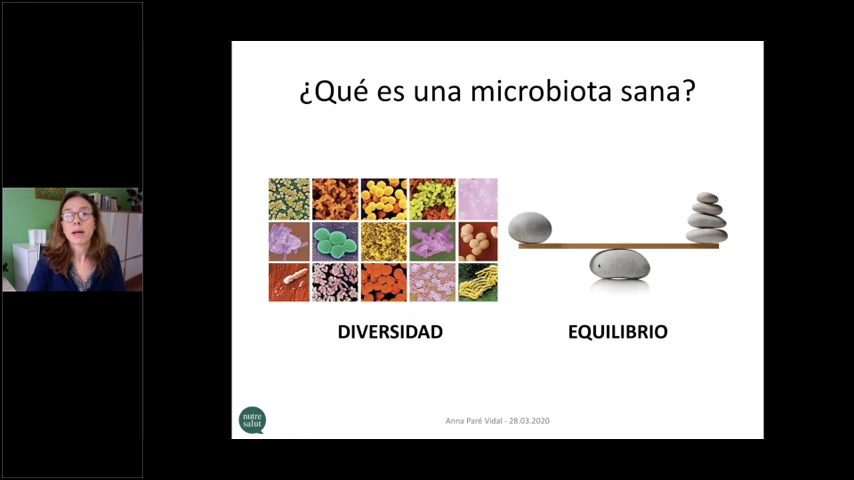 ¿Qué es una microbiota sana?
DIVERSIDAD
EQUILIBRIO
nutre
salut
Anna Paré Vidal - 28.03.2020